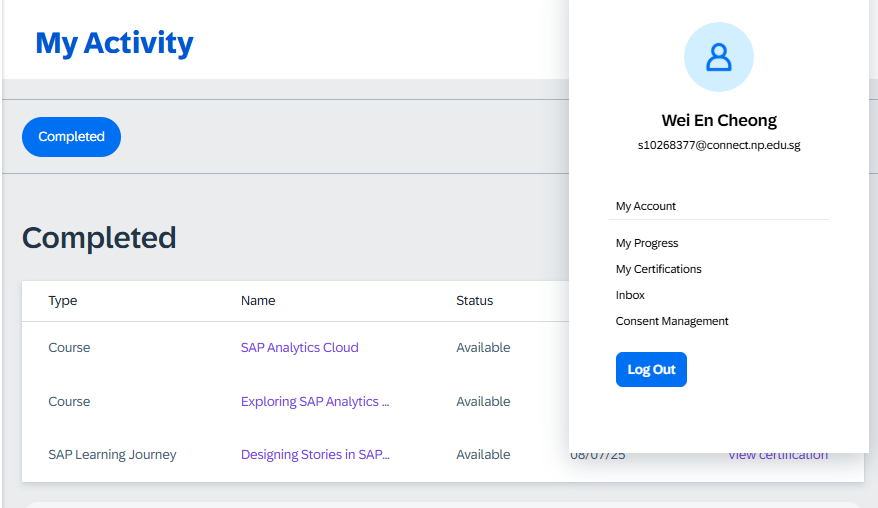 My Activity
Completed
Completed
Type Name Status
Course SAP Analytics Cloud Available
Course Exploring SAP Analytics ... Available
SAP Learning Journey Designing Stories in SAP... Available 08/07/25 View certification
Wei En Cheong
s10268377@connect.np.edu.sg
My Account
My Progress
My Certifications
Inbox
Consent Management
Log Out